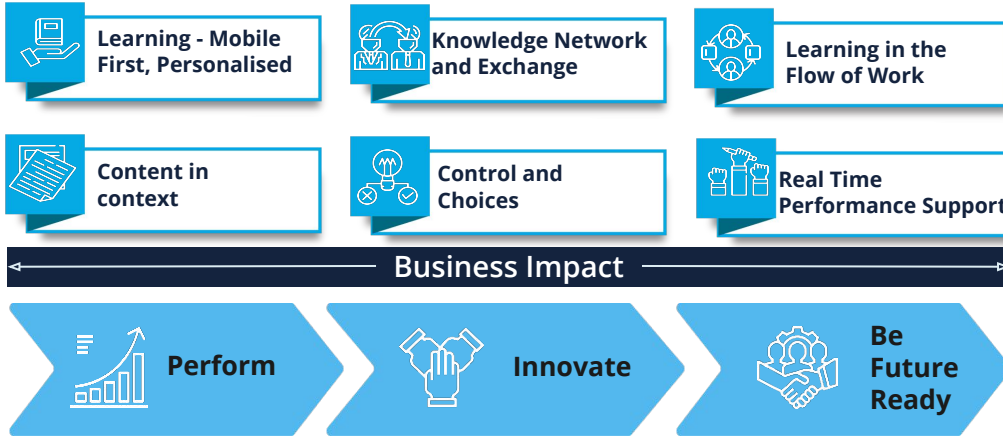 Learning - Mobile
First, Personalised
Knowledge Network
and Exchange
Learning in the
Flow of Work
Content in
context
Control and
Choices
Real Time
Performance Support
Business Impact
Perform
Innovate
Be
Future
Ready